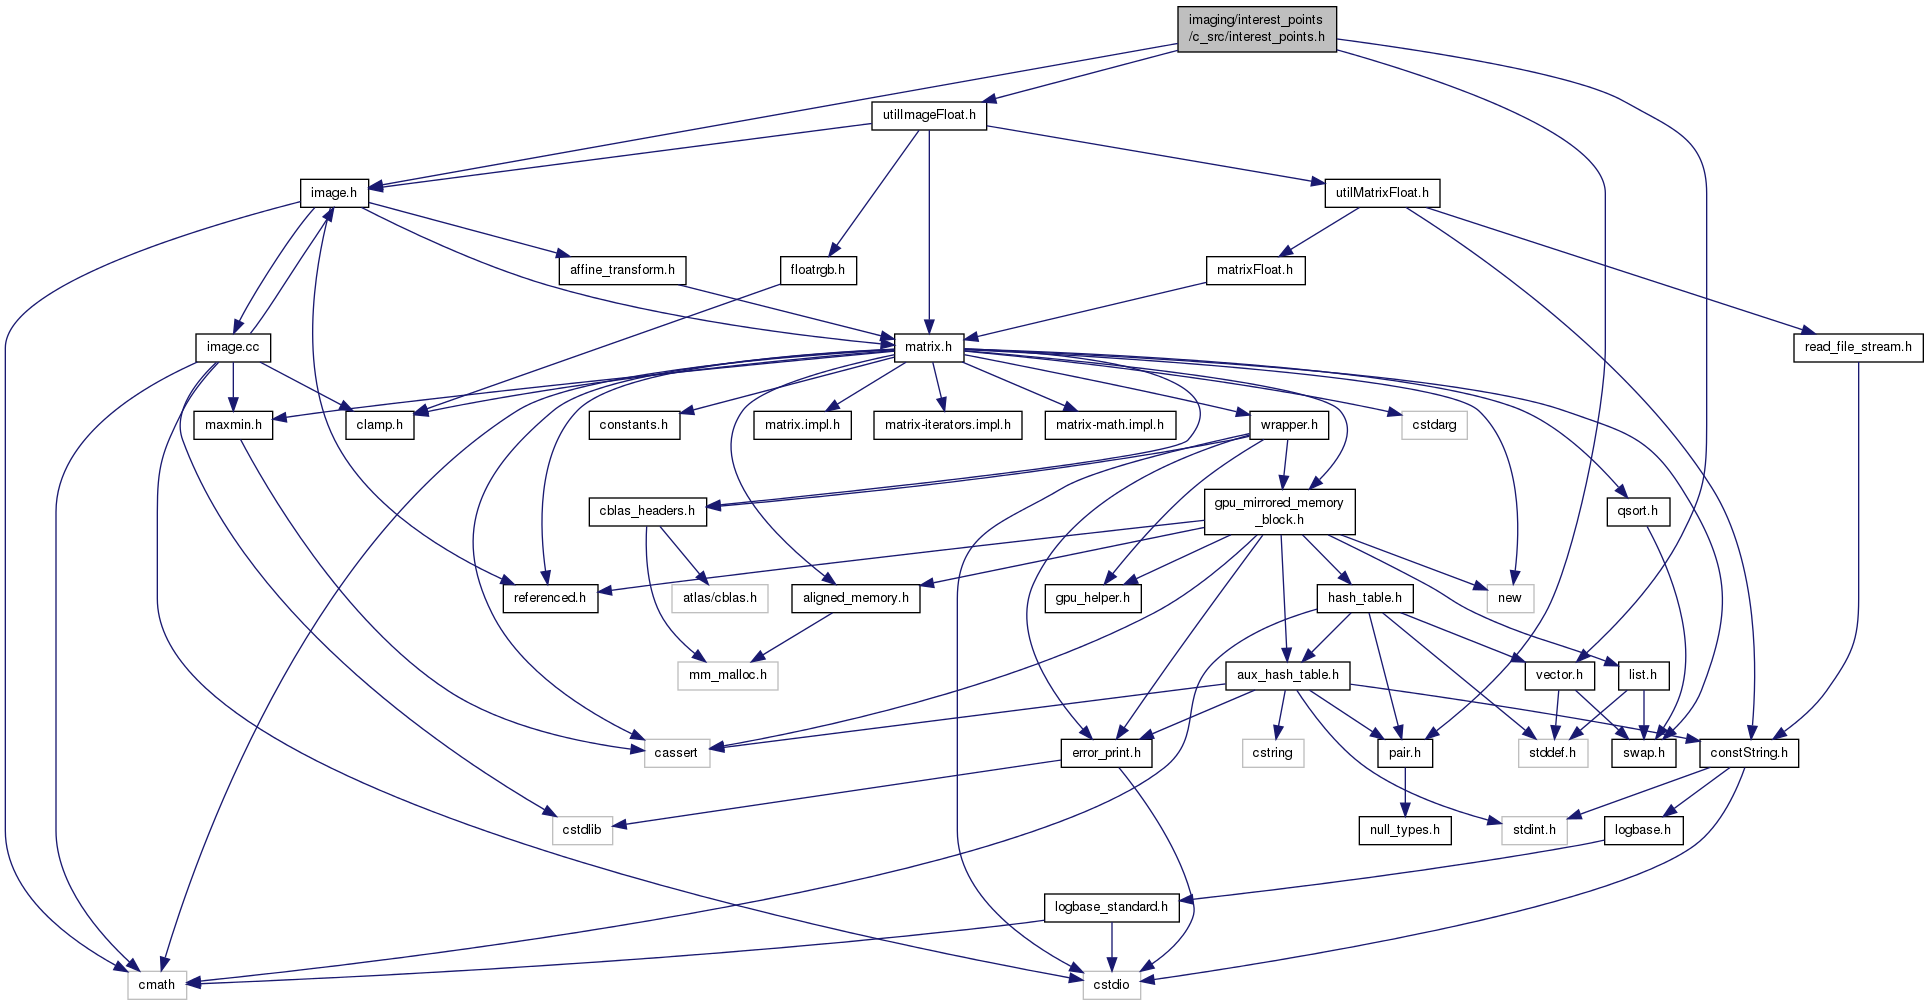 imaging/interest_points
/c_src/interest_points.h
utilImageFloat.h
image.h
utilMatrixFloat.h
affine_transform.h
floatrgb.h
matrixFloat.h
image.cc
matrix.h
read_file_stream.h
maxmin.h
clamp.h
constants.h
matrix.impl.h
matrix-iterators.impl.h
matrix-math.impl.h
wrapper.h
cstdarg
cblas_headers.h
gpu_mirrored_memory
_block.h
qsort.h
referenced.h
atlas/cblas.h
aligned_memory.h
gpu_helper.h
hash_table.h
new
mm_malloc.h
aux_hash_table.h
vector.h
list.h
cassert
error_print.h
cstring
pair.h
stddef.h
swap.h
constString.h
cstdlib
null_types.h
stdint.h
logbase.h
logbase_standard.h
cmath
cstdio